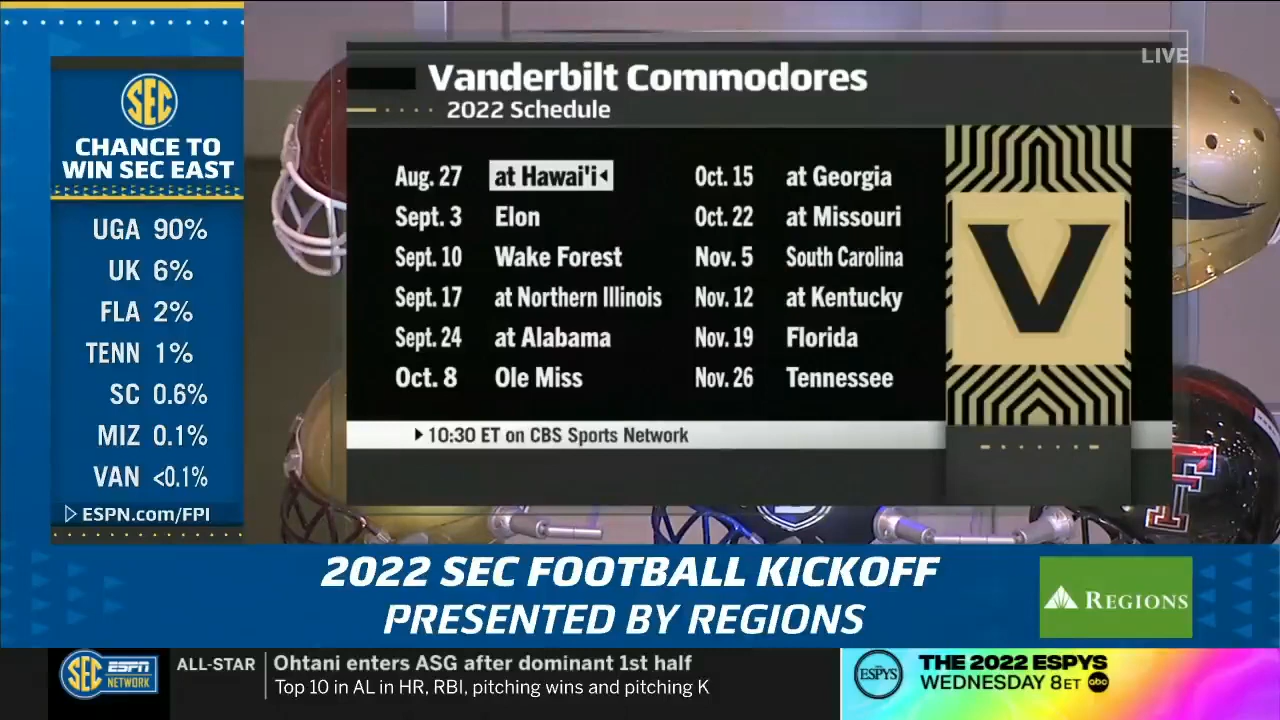 LIVE
SEC
CHANCE TO
WIN SEC EAST
UGA 90%
UK 6%
FLA 2%
TENN 1%
SC 0.6%
MIZ 0.1%
VAN <0.1%
ESPN.com/FPI
Vanderbilt Commodores
2022 Schedule
Aug. 27 at Hawai'i
Sept. 3 Elon
Sept. 10 Wake Forest
Sept. 17 at Northern Illinois
Sept. 24 at Alabama
Oct. 8 Ole Miss
Oct. 15 at Georgia
Oct. 22 at Missouri
Nov. 5 South Carolina
Nov. 12 at Kentucky
Nov. 19 Florida
Nov. 26 Tennessee
V
10:30 ET on CBS Sports Network
2022 SEC FOOTBALL KICKOFF
PRESENTED BY REGIONS
REGIONS
SEC ESPN
NETWORK
ALL-STAR
Ohtani enters ASG after dominant 1st half
Top 10 in AL in HR, RBI, pitching wins and pitching K
THE ESPYS
THE 2022 ESPYS
WEDNESDAY 8ET abc